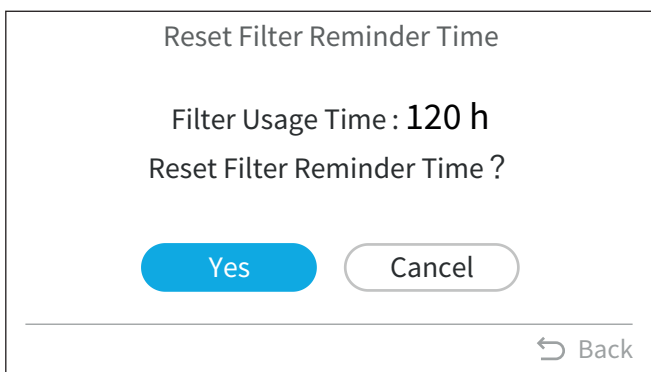 Reset Filter Reminder Time
Filter Usage Time : 120 h
Reset Filter Reminder Time ?
Yes Cancel
Back